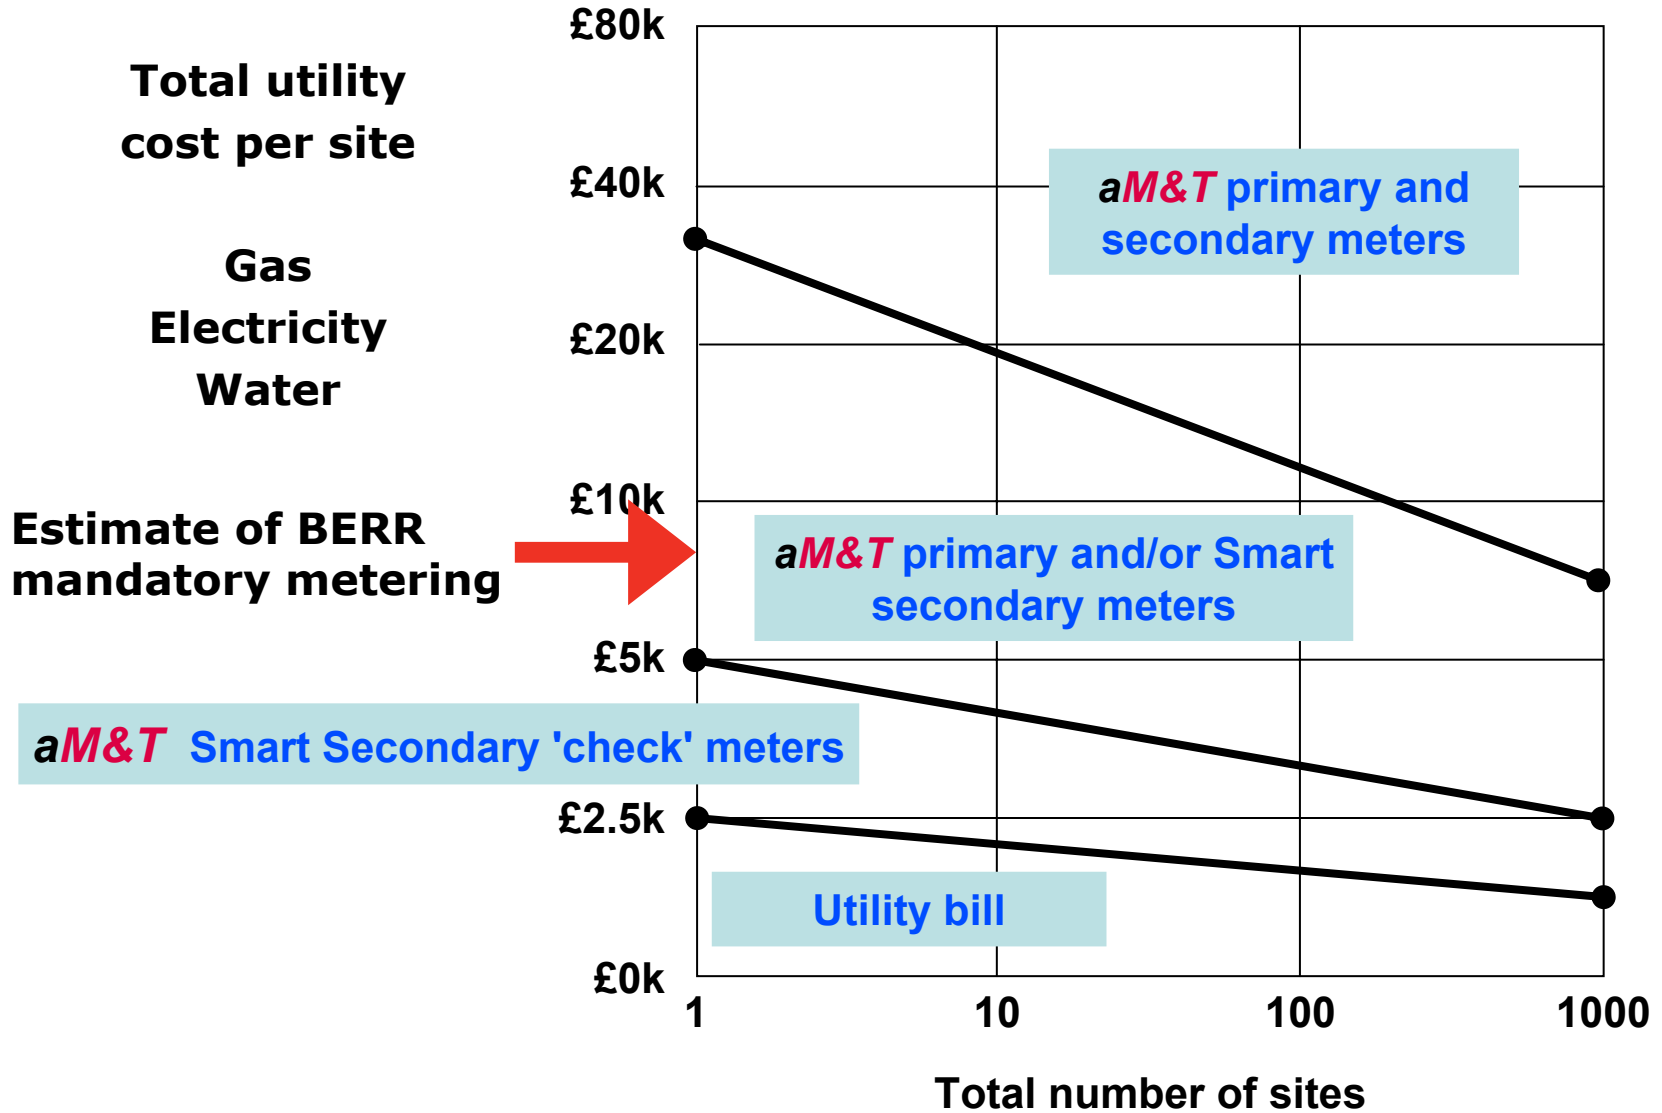 £80k
Total utility
cost per site
£40k
aM&T primary and
secondary meters
Gas
Electricity
Water
£20k
£10k
Estimate of BERR
mandatory metering
aM&T primary and/or Smart
secondary meters
£5k
aM&T Smart Secondary 'check' meters
£2.5k
Utility bill
£0k
1 10 100 1000
Total number of sites